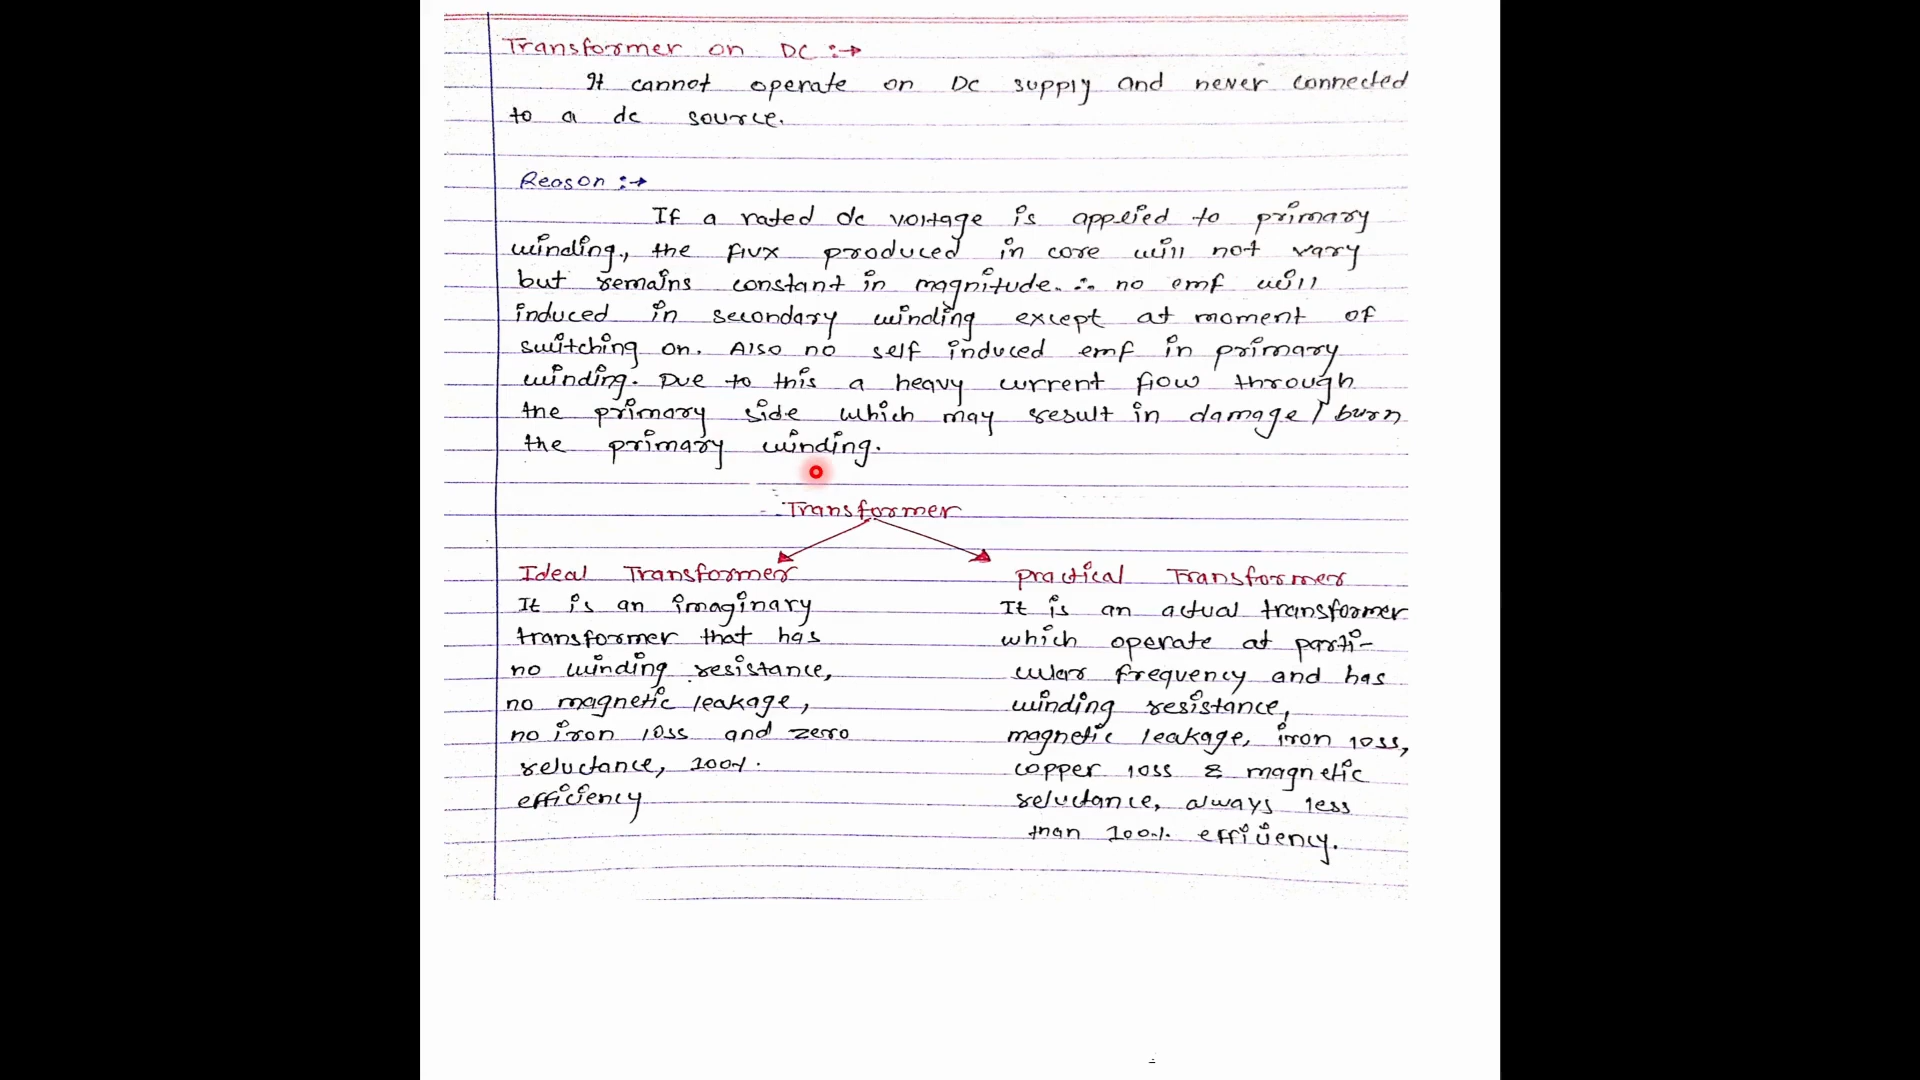 Transformer on DC :→
It cannot operate on DC supply and never connected
to a dc source.
Reason :→
If a rated dc voltage is applied to primary
winding, the flux produced in core will not vary
but remains constant in magnitude. ∴ no emf will
induced in secondary winding except at moment of
switching on. Also no self induced emf in primary
winding. Due to this a heavy current flow through
the primary side which may result in damage/burn
the primary winding.
Transformer
Ideal Transformer
It is an imaginary
transformer that has
no winding resistance,
no magnetic leakage,
no iron loss and zero
reluctance, 100%.
efficiency
Practical Transformer
It is an actual transformer
which operate at parti-
cular frequency and has
winding resistance,
magnetic leakage, iron loss,
copper loss & magnetic
reluctance, always less
than 100%. efficiency.